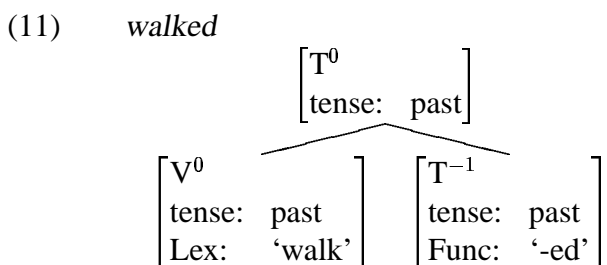 (11) walked
T⁰
tense: past
V⁰ T⁻¹
tense: past tense: past
Lex: ‘walk’ Func: ‘-ed’